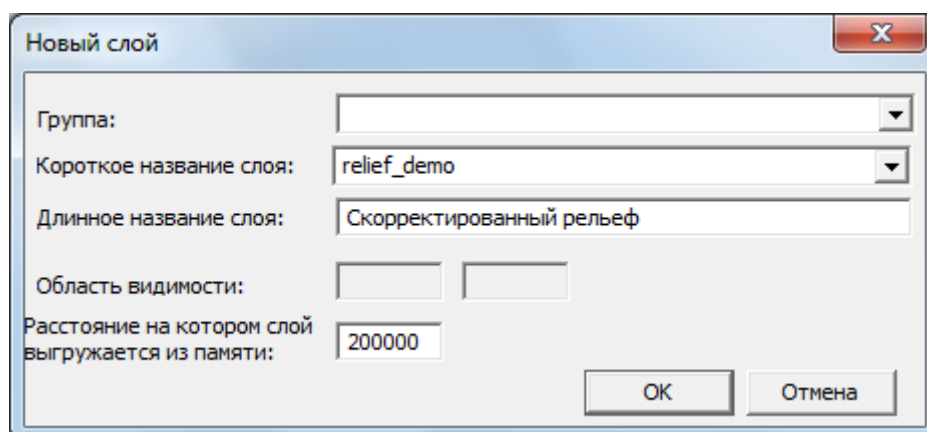 Новый слой
Группа:
Короткое название слоя: relief_demo
Длинное название слоя: Скорректированный рельеф
Область видимости:
Расстояние на котором слой
выгружается из памяти: 200000
OK Отмена